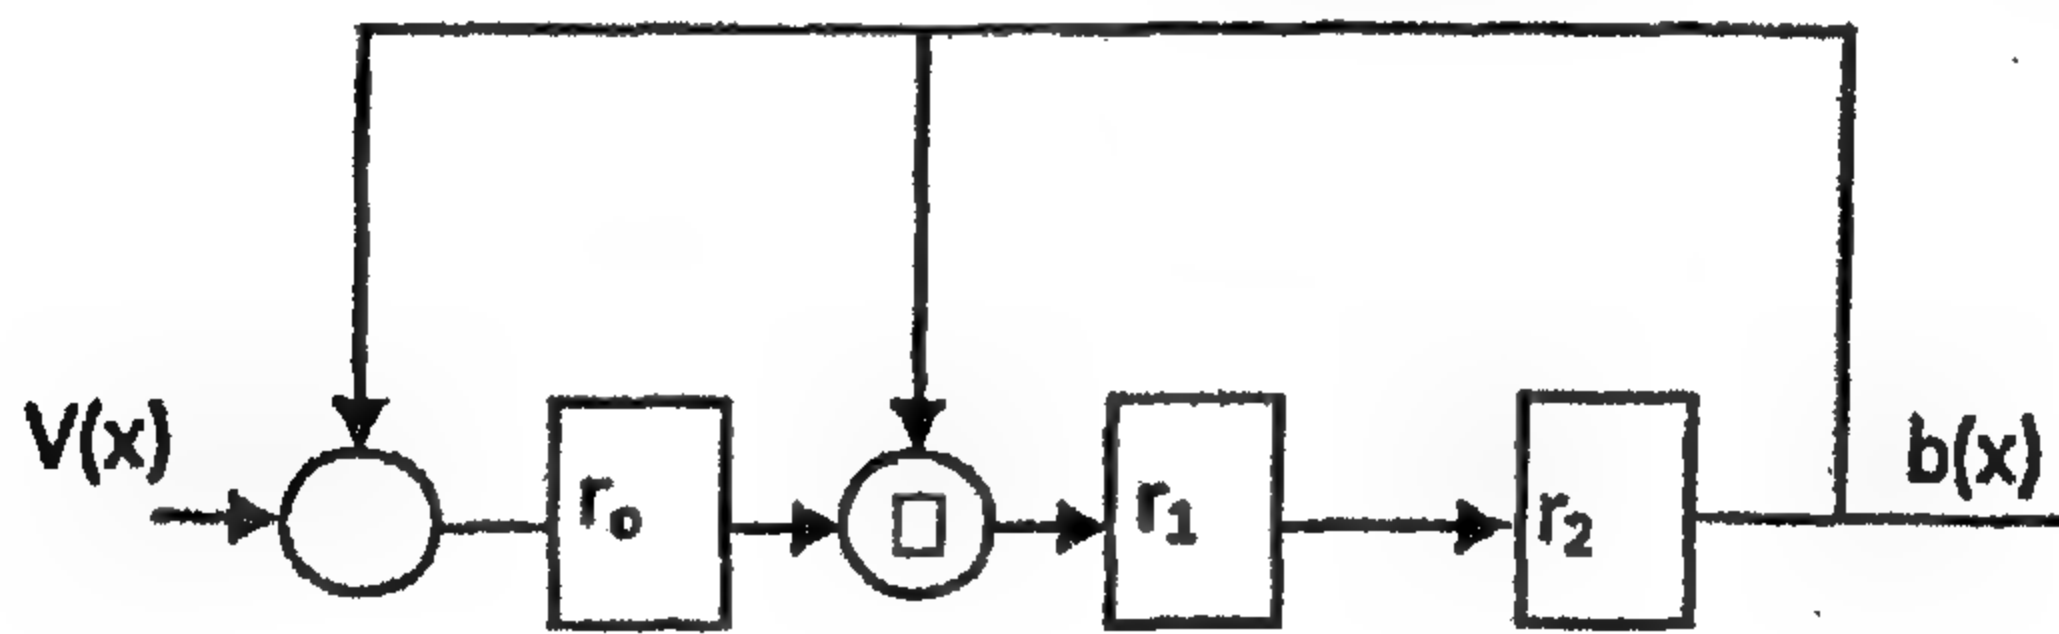 V(x)
r₀
r₁
r₂
b(x)